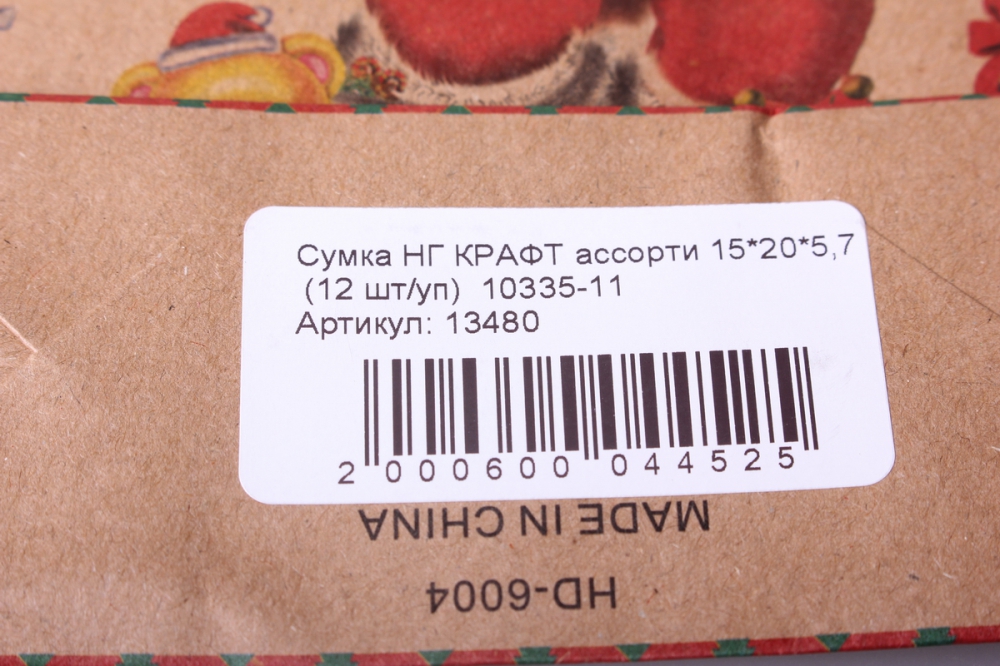 Сумка НГ КРАФТ ассорти 15*20*5,7
(12 шт/уп) 10335-11
Артикул: 13480
2 000600 044525
MADE IN CHINA
HD-6004